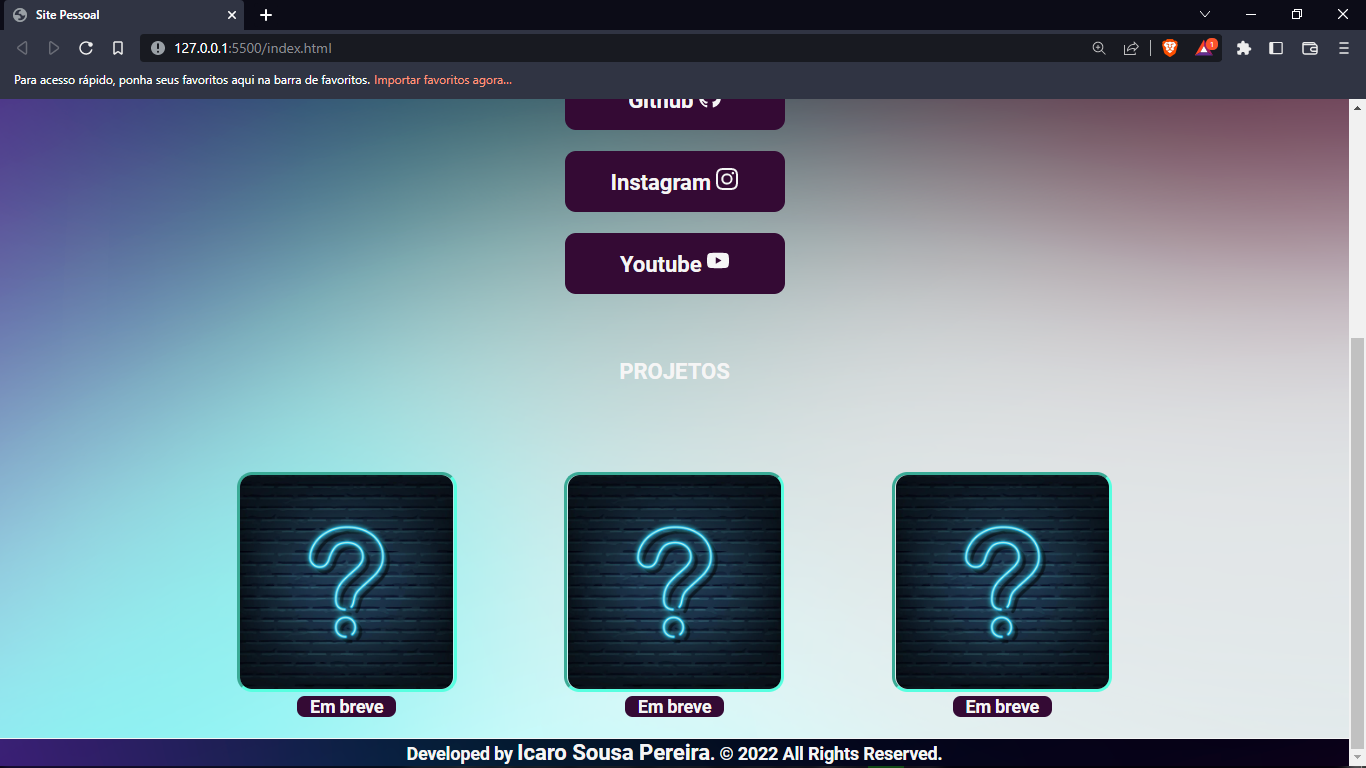 Site Pessoal
127.0.0.1:5500/index.html
1
Para acesso rápido, ponha seus favoritos aqui na barra de favoritos. Importar favoritos agora...
Github
Instagram
Youtube
PROJETOS
? ? ?
Em breve Em breve Em breve
Developed by Icaro Sousa Pereira. © 2022 All Rights Reserved.